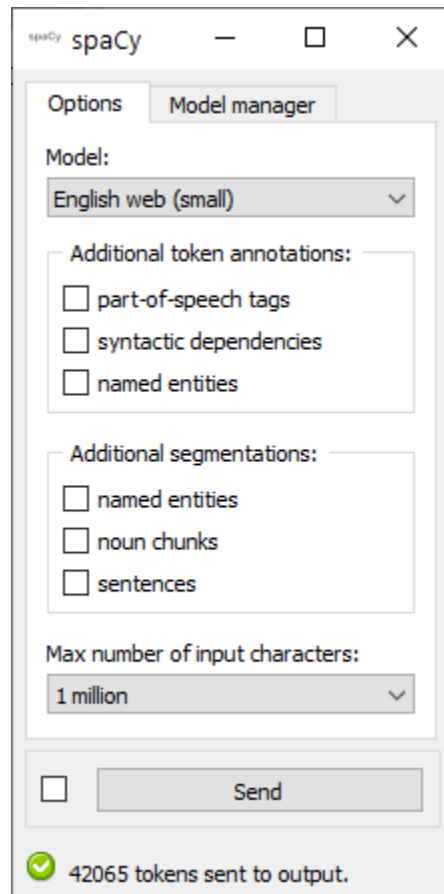 spaCy spaCy
Options Model manager
Model:
English web (small)
Additional token annotations:
part-of-speech tags
syntactic dependencies
named entities
Additional segmentations:
named entities
noun chunks
sentences
Max number of input characters:
1 million
Send
42065 tokens sent to output.